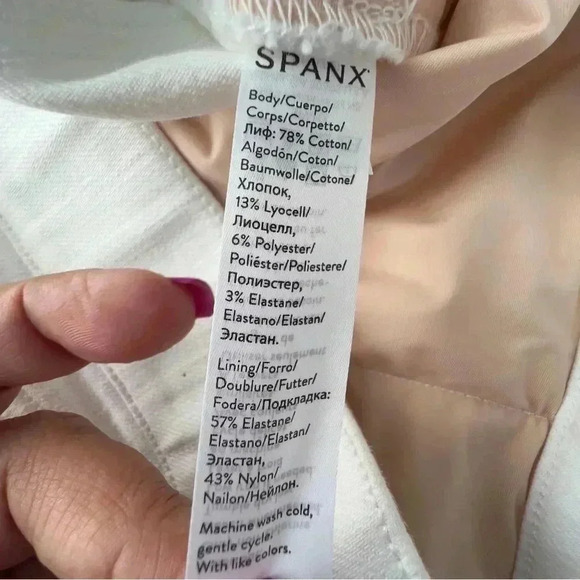 SPANX
Body/Cuerpo/
Corps/Corpetto/
Лиф: 78% Cotton/
Algodón/Coton/
Baumwolle/Cotone/
Хлопок,
13% Lyocell/
Лиоцелл,
6% Polyester/
Poliéster/Poliestere/
Полиэстер,
3% Elastane/
Elastano/Elastan/
Эластан.
Lining/Forro/
Doublure/Futter/
Fodera/Подкладка:
57% Elastane/
Elastano/Elastan/
Эластан,
43% Nylon/
Nailon/Нейлон.
Machine wash cold,
gentle cycle.
With like colors.